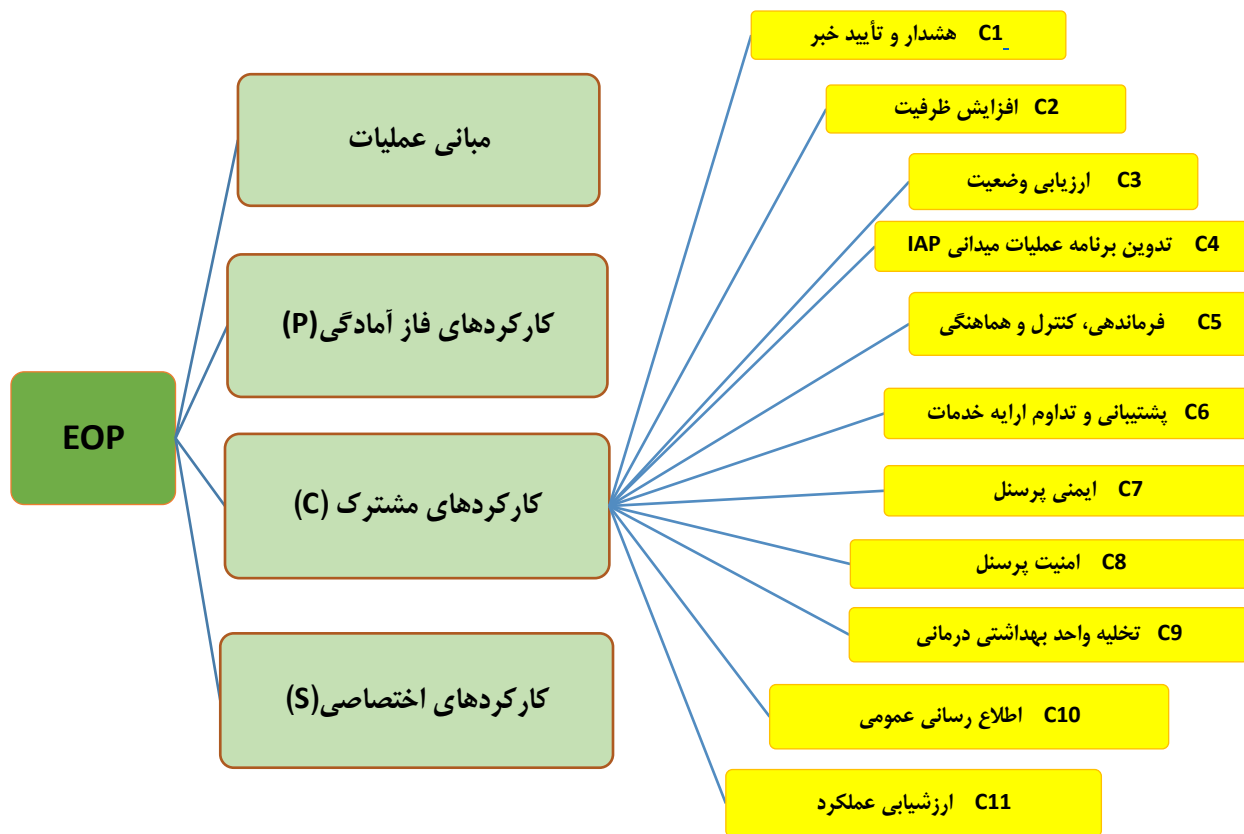 EOP
مبانی عملیات
کارکردهای فاز آمادگی(P)
کارکردهای مشترک (C)
کارکردهای اختصاصی(S)
C1 هشدار و تأیید خبر
C2 افزایش ظرفیت
C3 ارزیابی وضعیت
C4 تدوین برنامه عملیات میدانی IAP
C5 فرماندهی، کنترل و هماهنگی
C6 پشتیبانی و تداوم ارایه خدمات
C7 ایمنی پرسنل
C8 امنیت پرسنل
C9 تخلیه واحد بهداشتی درمانی
C10 اطلاع رسانی عمومی
C11 ارزشیابی عملکرد